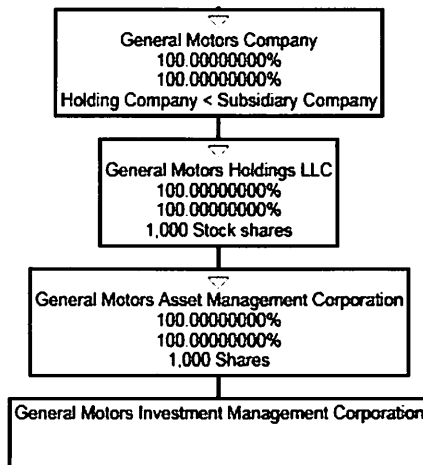 General Motors Company
100.00000000%
100.00000000%
Holding Company < Subsidiary Company
General Motors Holdings LLC
100.00000000%
100.00000000%
1,000 Stock shares
General Motors Asset Management Corporation
100.00000000%
100.00000000%
1,000 Shares
General Motors Investment Management Corporation